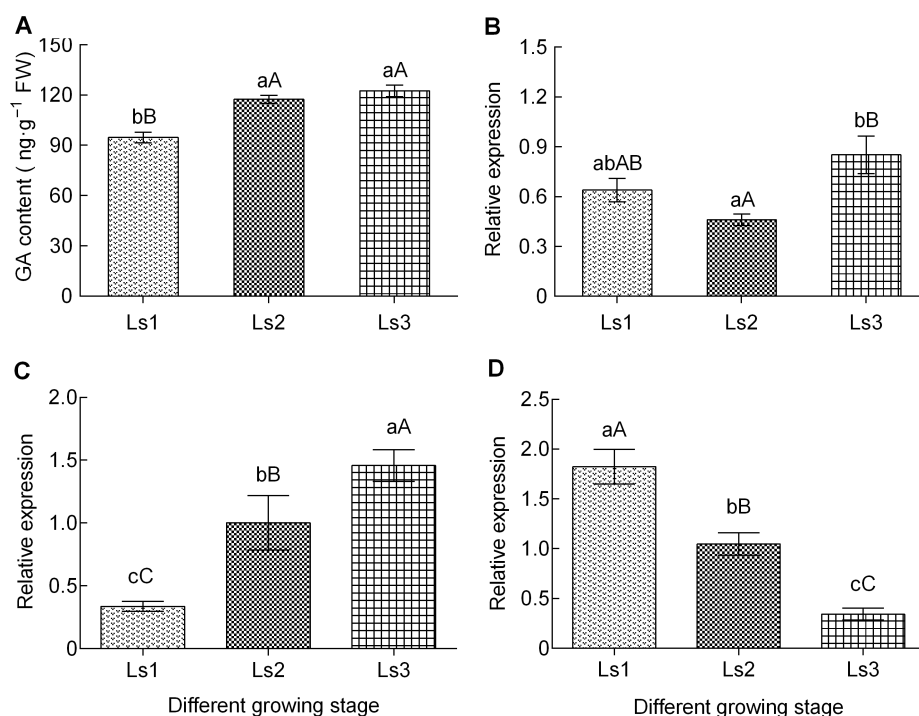 A
GA content ( ng·g⁻¹ FW)
150
120
90
60
30
0
bB
aA
aA
Ls1
Ls2
Ls3
B
Relative expression
1.5
1.2
0.9
0.6
0.3
0
abAB
aA
bB
Ls1
Ls2
Ls3
C
Relative expression
2.0
1.5
1.0
0.5
0
cC
bB
aA
Ls1
Ls2
Ls3
Different growing stage
D
Relative expression
2.5
2.0
1.5
1.0
0.5
0
aA
bB
cC
Ls1
Ls2
Ls3
Different growing stage